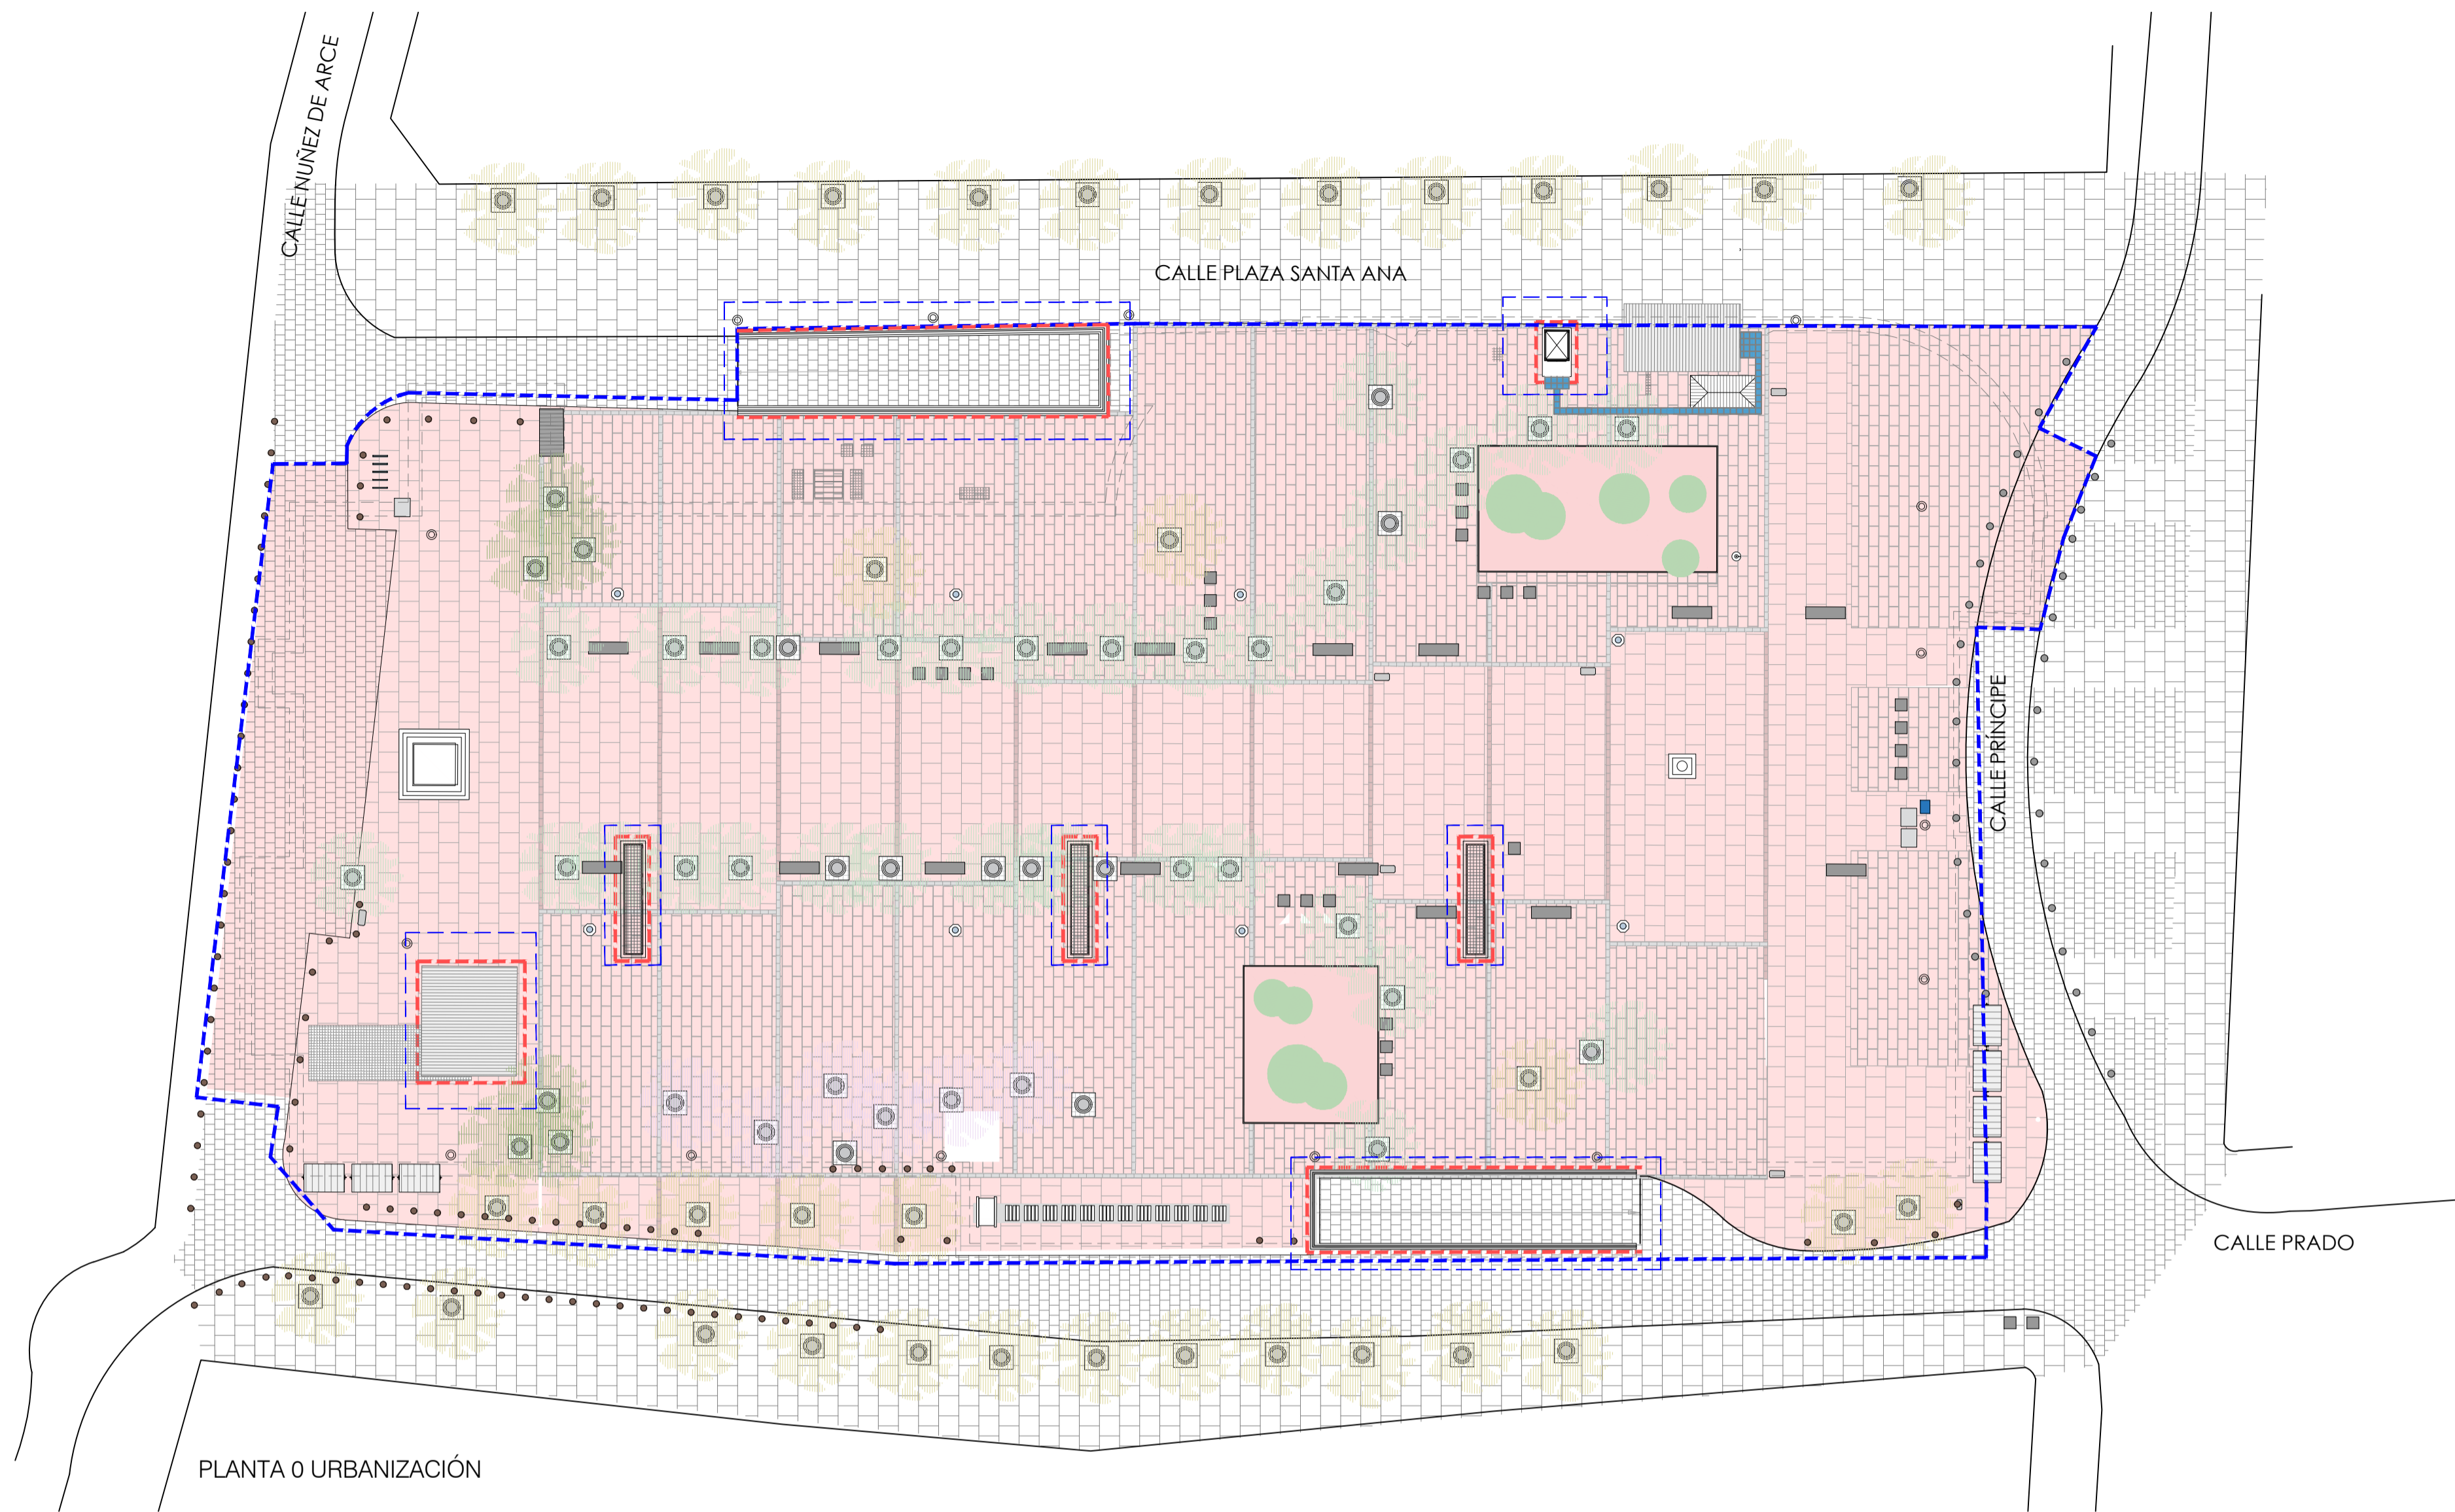 CALLE NUÑEZ DE ARCE
CALLE PLAZA SANTA ANA
CALLE PRÍNCIPE
CALLE PRADO
PLANTA 0 URBANIZACIÓN